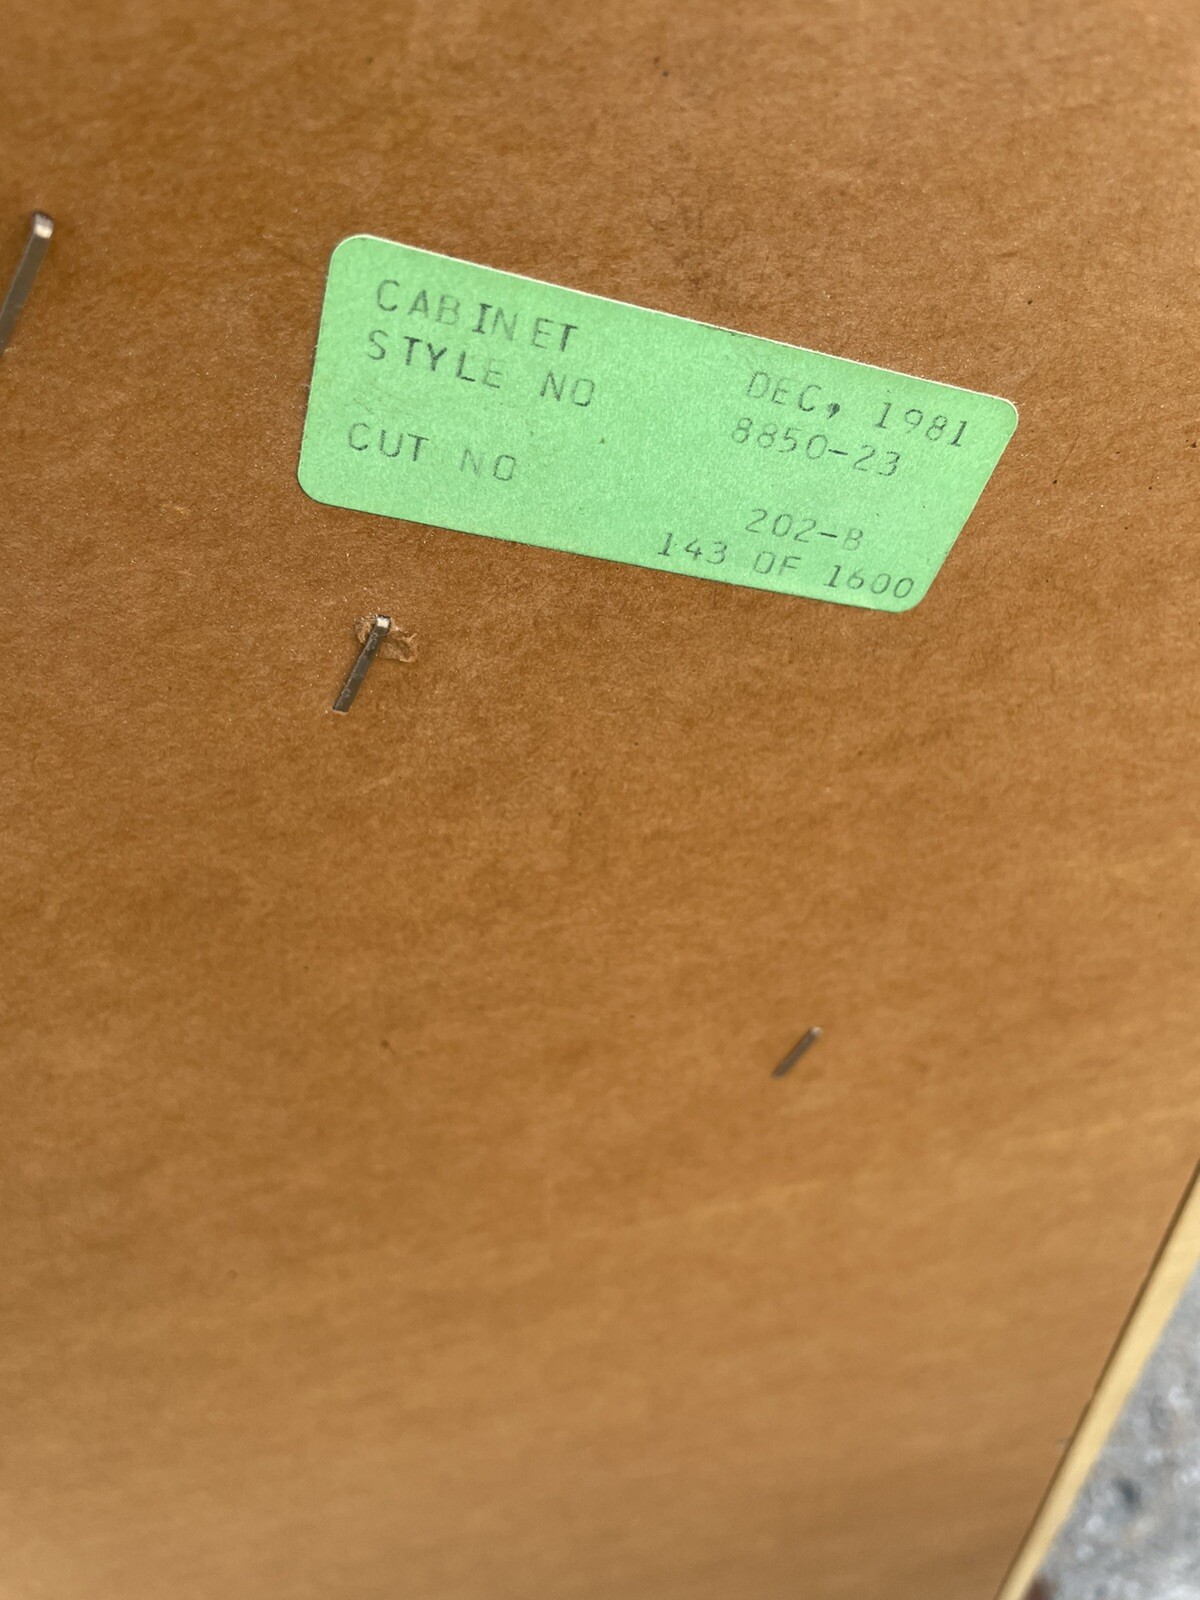 CABINET DEC, 1981
STYLE NO 8850-23
CUT NO 202-B
143 OF 1600